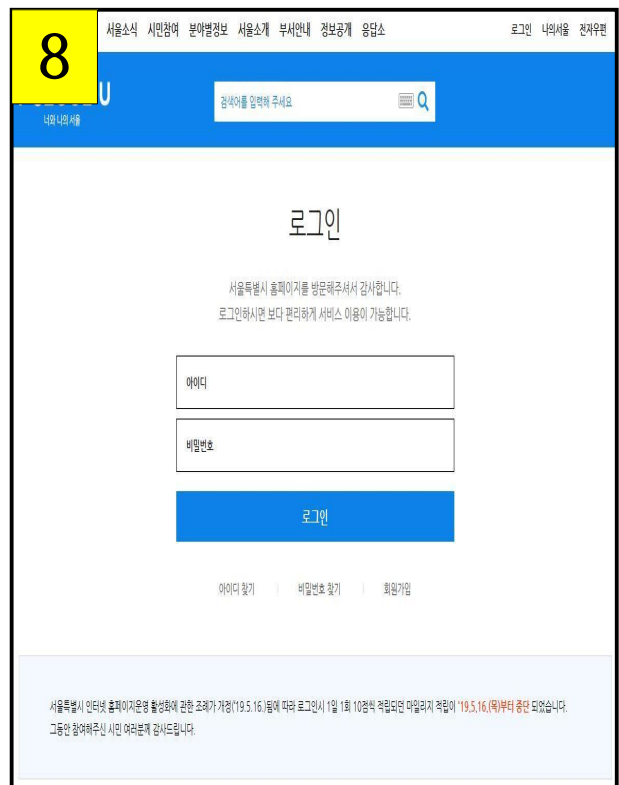 8
서울소식 시민참여 분야별정보 서울소개 부서안내 정보공개 응답소 로그인 나의서울 전자우편
U
너와 나의 서울
검색어를 입력해 주세요
로그인
서울특별시 홈페이지를 방문해주셔서 감사합니다.
로그인하시면 보다 편리하게 서비스 이용이 가능합니다.
아이디
비밀번호
로그인
아이디 찾기 비밀번호 찾기 회원가입
서울특별시 인터넷 홈페이지운영 활성화에 관한 조례가 개정('19.5.16.)됨에 따라 로그인시 1일 1회 10점씩 적립되던 마일리지 적립이 '19,5,16,(목)부터 중단 되었습니다.
그동안 참여해주신 시민 여러분께 감사드립니다.